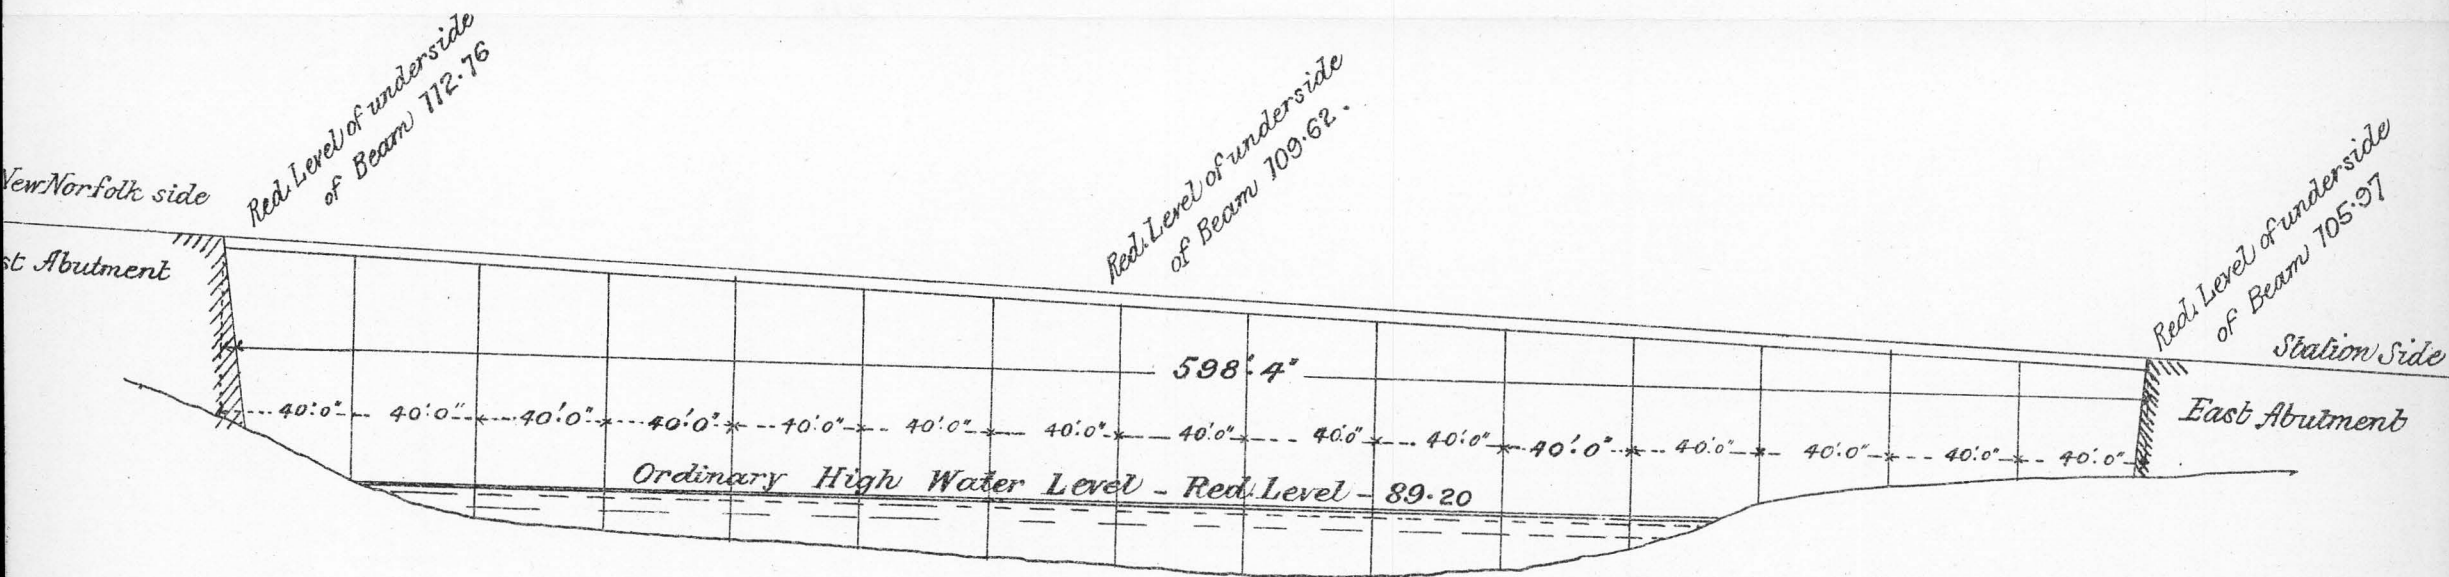 Red. Level of underside
of Beam 112.76
Red. Level of underside
of Beam 109.62.
Red. Level of underside
of Beam 105.97
New Norfolk side
st Abutment
Station Side
East Abutment
598'.4"
40'.0" 40'.0" 40'.0" 40'.0" 40'.0" 40'.0" 40'.0" 40'.0" 40'.0" 40'.0" 40'.0" 40'.0" 40'.0" 40'.0" 40'.0"
Ordinary High Water Level - Red. Level - 89.20